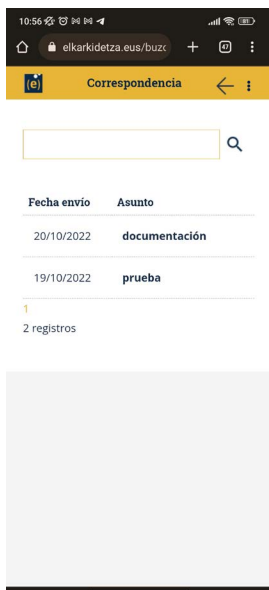 10:56
elkarkidetza.eus/buzc
47
(e)
Correspondencia
Fecha envío Asunto
20/10/2022 documentación
19/10/2022 prueba
1
2 registros